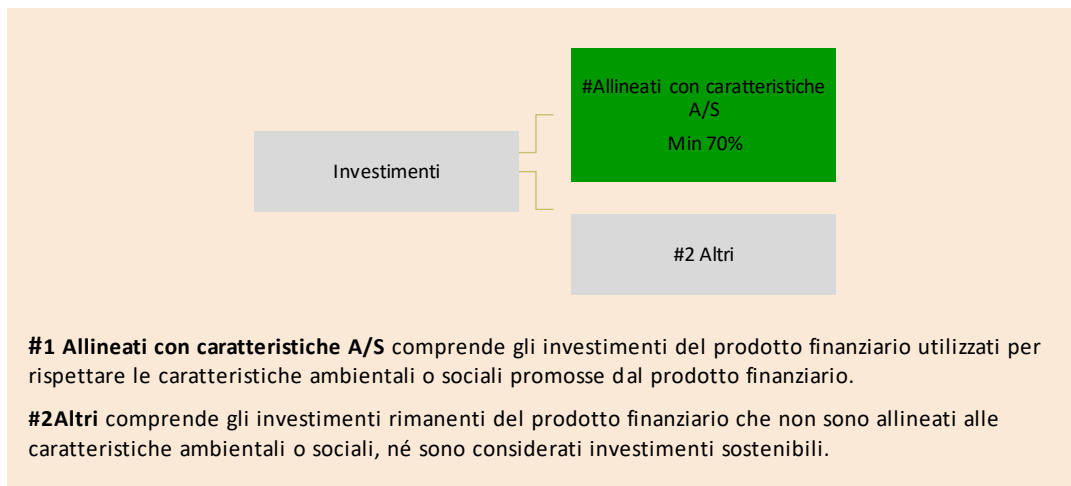 #Allineati con caratteristiche
A/S
Min 70%
Investimenti
#2 Altri
#1 Allineati con caratteristiche A/S comprende gli investimenti del prodotto finanziario utilizzati per
rispettare le caratteristiche ambientali o sociali promosse dal prodotto finanziario.
#2Altri comprende gli investimenti rimanenti del prodotto finanziario che non sono allineati alle
caratteristiche ambientali o sociali, né sono considerati investimenti sostenibili.